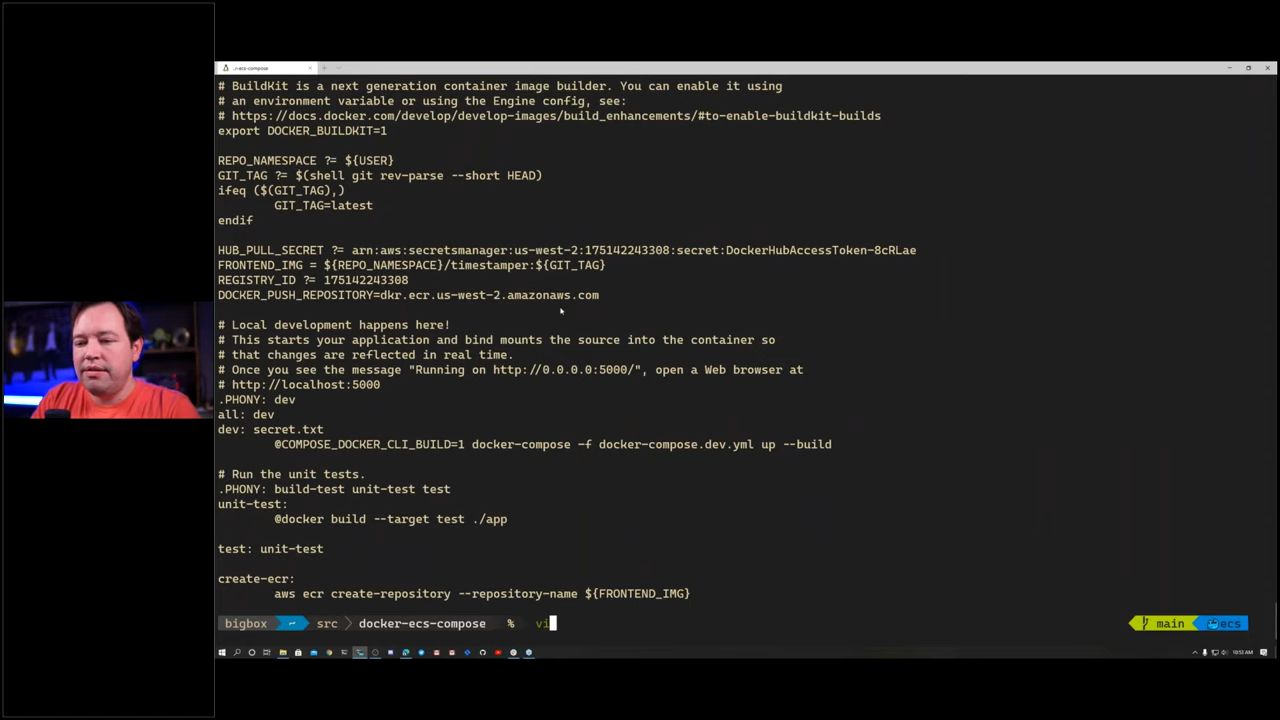 ..r-ecs-compose
# BuildKit is a next generation container image builder. You can enable it using
# an environment variable or using the Engine config, see:
# https://docs.docker.com/develop/develop-images/build_enhancements/#to-enable-buildkit-builds
export DOCKER_BUILDKIT=1
REPO_NAMESPACE ?= ${USER}
GIT_TAG ?= $(shell git rev-parse --short HEAD)
ifeq ($(GIT_TAG),)
GIT_TAG=latest
endif
HUB_PULL_SECRET ?= arn:aws:secretsmanager:us-west-2:175142243308:secret:DockerHubAccessToken-8cRLae
FRONTEND_IMG = ${REPO_NAMESPACE}/timestamper:${GIT_TAG}
REGISTRY_ID ?= 175142243308
DOCKER_PUSH_REPOSITORY=dkr.ecr.us-west-2.amazonaws.com
# Local development happens here!
# This starts your application and bind mounts the source into the container so
# that changes are reflected in real time.
# Once you see the message "Running on http://0.0.0.0:5000/", open a Web browser at
# http://localhost:5000
.PHONY: dev
all: dev
dev: secret.txt
@COMPOSE_DOCKER_CLI_BUILD=1 docker-compose -f docker-compose.dev.yml up --build
# Run the unit tests.
.PHONY: build-test unit-test test
unit-test:
@docker build --target test ./app
test: unit-test
create-ecr:
aws ecr create-repository --repository-name ${FRONTEND_IMG}
bigbox ~ src docker-ecs-compose % vi main ecs
10:53 AM